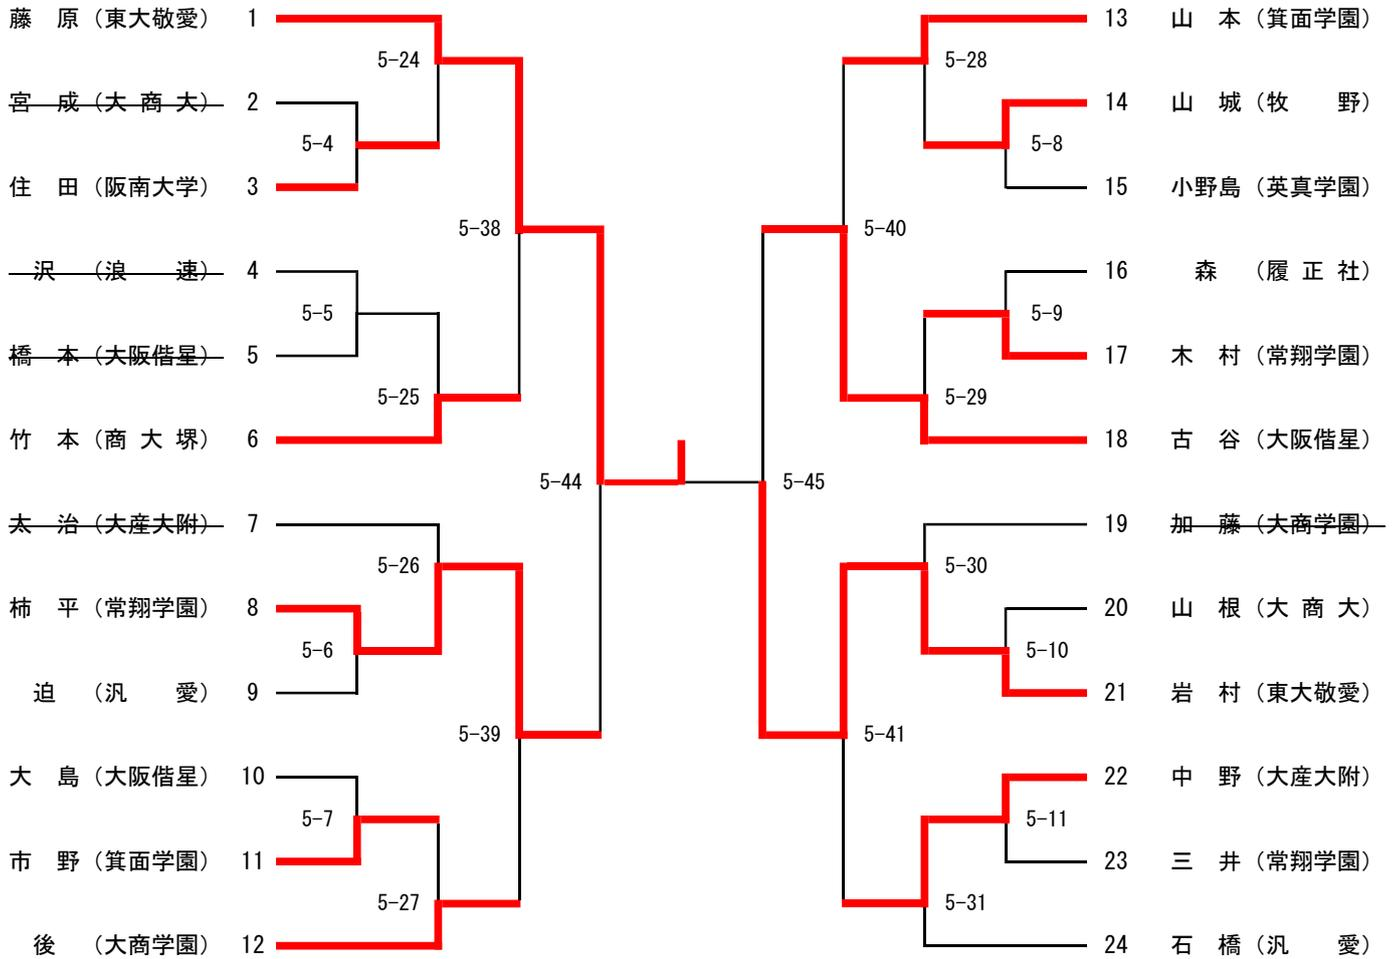 藤　原（東大敬愛） 1
5-24
宮　成（大 商 大） 2
5-4
住　田（阪南大学） 3
5-38
沢　（浪　　速） 4
5-5
橋　本（大阪偕星） 5
5-25
竹　本（商 大 堺） 6
5-44
太　治（大産大附） 7
5-26
柿　平（常翔学園） 8
5-6
迫　（汎　　愛） 9
5-39
大　島（大阪偕星） 10
5-7
市　野（箕面学園） 11
5-27
後　（大商学園） 12
13 山　本（箕面学園）
5-28
14 山　城（牧　　野）
5-8
15 小野島（英真学園）
5-40
16 森　（履 正 社）
5-9
17 木　村（常翔学園）
5-29
18 古　谷（大阪偕星）
5-45
19 加　藤（大商学園）
5-30
20 山　根（大 商 大）
5-10
21 岩　村（東大敬愛）
5-41
22 中　野（大産大附）
5-11
23 三　井（常翔学園）
5-31
24 石　橋（汎　　愛）